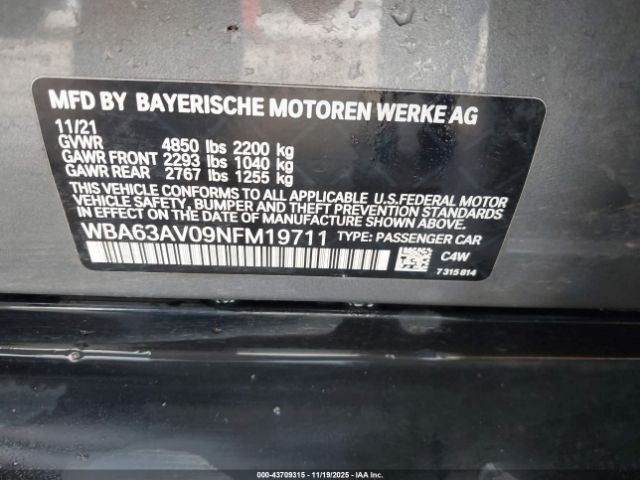 MFD BY BAYERISCHE MOTOREN WERKE AG
11/21
GVWR 4850 lbs 2200 kg
GAWR FRONT 2293 lbs 1040 kg
GAWR REAR 2767 lbs 1255 kg
THIS VEHICLE CONFORMS TO ALL APPLICABLE U.S.FEDERAL MOTOR
VEHICLE SAFETY, BUMPER AND THEFT PREVENTION STANDARDS
IN EFFECT ON THE DATE OF MANUFACTURE SHOWN ABOVE.
WBA63AV09NFM19711 TYPE: PASSENGER CAR
C4W
7 315 814
000-43709315 - 11/19/2025 - IAA Inc.